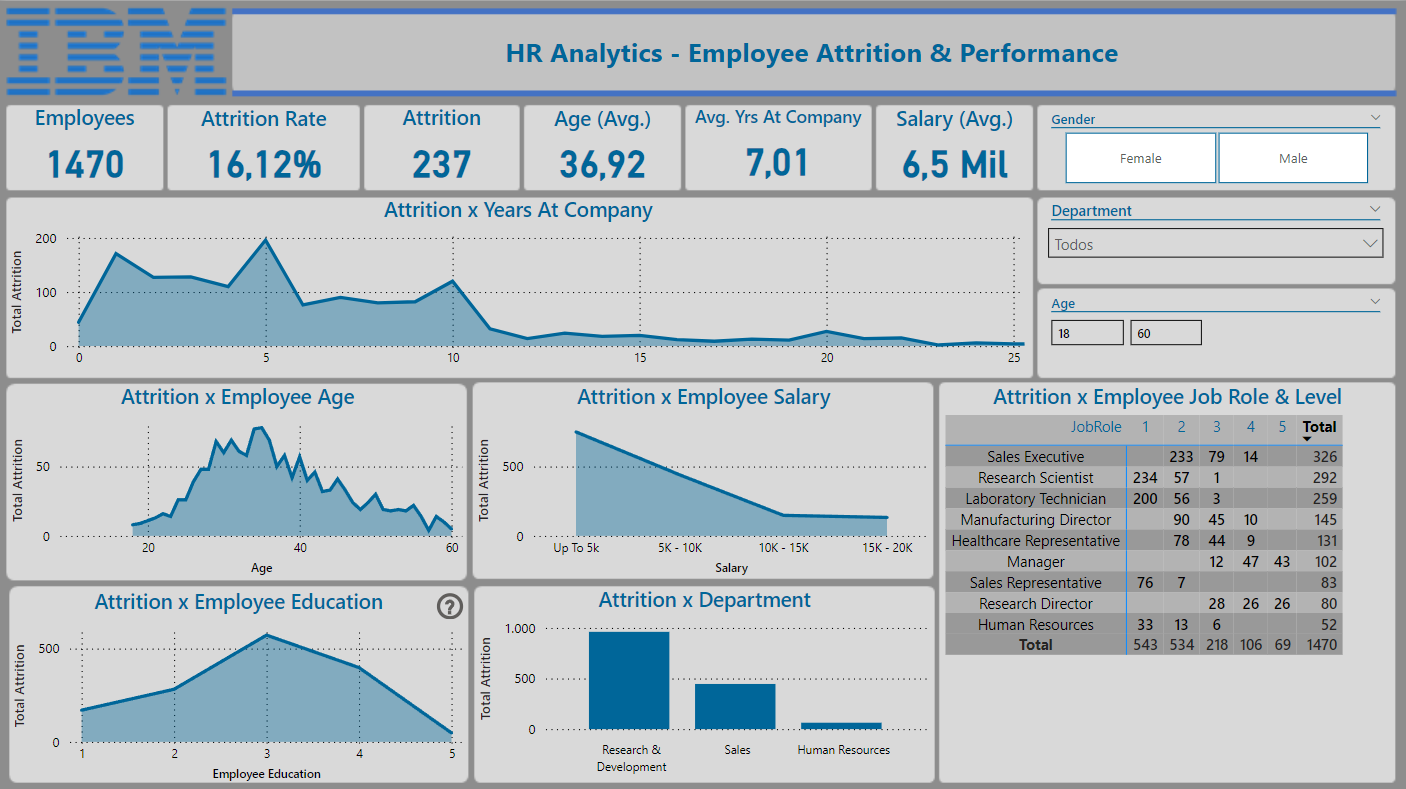 IBM
HR Analytics - Employee Attrition & Performance
Employees
1470
Attrition Rate
16,12%
Attrition
237
Age (Avg.)
36,92
Avg. Yrs At Company
7,01
Salary (Avg.)
6,5 Mil
Gender
Female
Male
Department
Todos
Age
18
60
Attrition x Years At Company
Total Attrition
200
100
0
0 5 10 15 20 25
Attrition x Employee Age
Total Attrition
50
0
20 40 60
Age
Attrition x Employee Salary
Total Attrition
500
0
Up To 5k 5K - 10K 10K - 15K 15K - 20K
Salary
Attrition x Employee Job Role & Level
JobRole 1 2 3 4 5 Total
Sales Executive 233 79 14 326
Research Scientist 234 57 1 292
Laboratory Technician 200 56 3 259
Manufacturing Director 90 45 10 145
Healthcare Representative 78 44 9 131
Manager 12 47 43 102
Sales Representative 76 7 83
Research Director 28 26 26 80
Human Resources 33 13 6 52
Total 543 534 218 106 69 1470
Attrition x Employee Education
?
Total Attrition
500
0
1 2 3 4 5
Employee Education
Attrition x Department
Total Attrition
1.000
500
0
Research &
Development
Sales
Human Resources